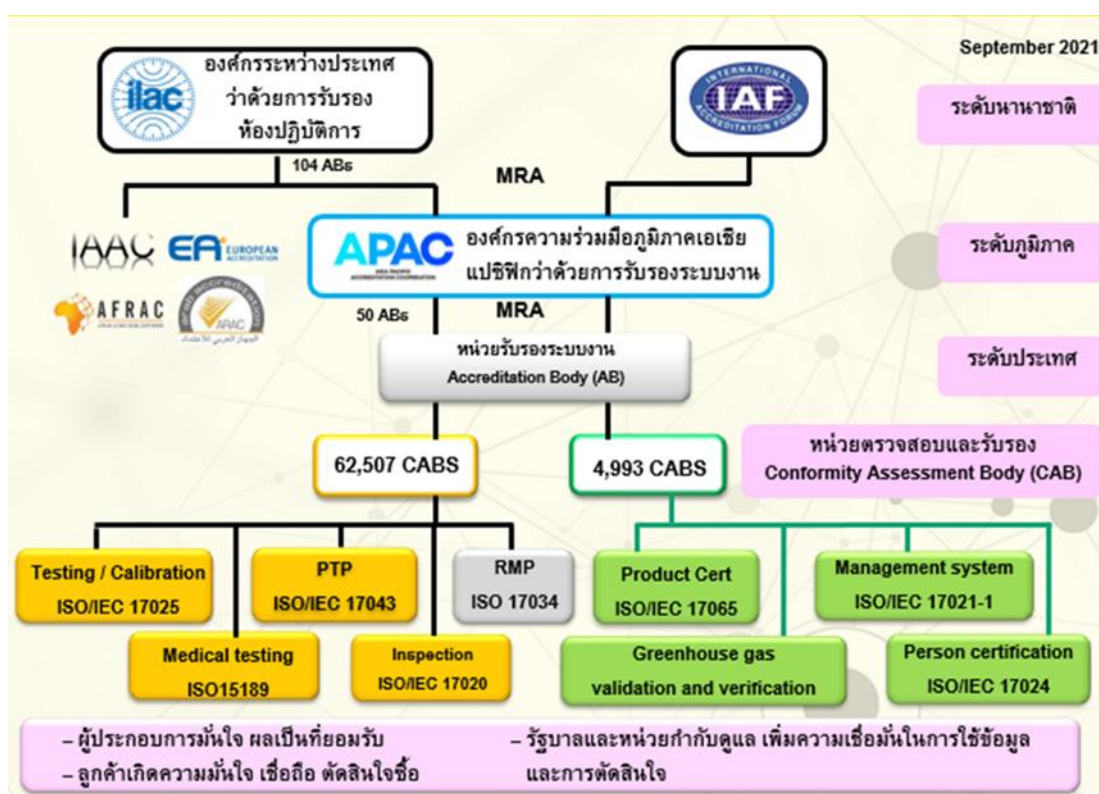 September 2021
ilac
องค์กรระหว่างประเทศ
ว่าด้วยการรับรอง
ห้องปฏิบัติการ
INTERNATIONAL
IAF
ACCREDITATION FORUM
ระดับนานาชาติ
104 ABs
MRA
IAAC
EA EUROPEAN
ACCREDITATION
AFRAC
arab accreditation
ARAC
الجهاز العربي للاعتماد
APAC
ASIA PACIFIC
ACCREDITATION COOPERATION
องค์กรความร่วมมือภูมิภาคเอเชีย
แปซิฟิกว่าด้วยการรับรองระบบงาน
ระดับภูมิภาค
50 ABs
MRA
หน่วยรับรองระบบงาน
Accreditation Body (AB)
ระดับประเทศ
62,507 CABS
4,993 CABS
หน่วยตรวจสอบและรับรอง
Conformity Assessment Body (CAB)
Testing / Calibration
ISO/IEC 17025
PTP
ISO/IEC 17043
RMP
ISO 17034
Product Cert
ISO/IEC 17065
Management system
ISO/IEC 17021-1
Medical testing
ISO15189
Inspection
ISO/IEC 17020
Greenhouse gas
validation and verification
Person certification
ISO/IEC 17024
– ผู้ประกอบการมั่นใจ ผลเป็นที่ยอมรับ
– ลูกค้าเกิดความมั่นใจ เชื่อถือ ตัดสินใจซื้อ
– รัฐบาลและหน่วยกำกับดูแล เพิ่มความเชื่อมั่นในการใช้ข้อมูล
และการตัดสินใจ